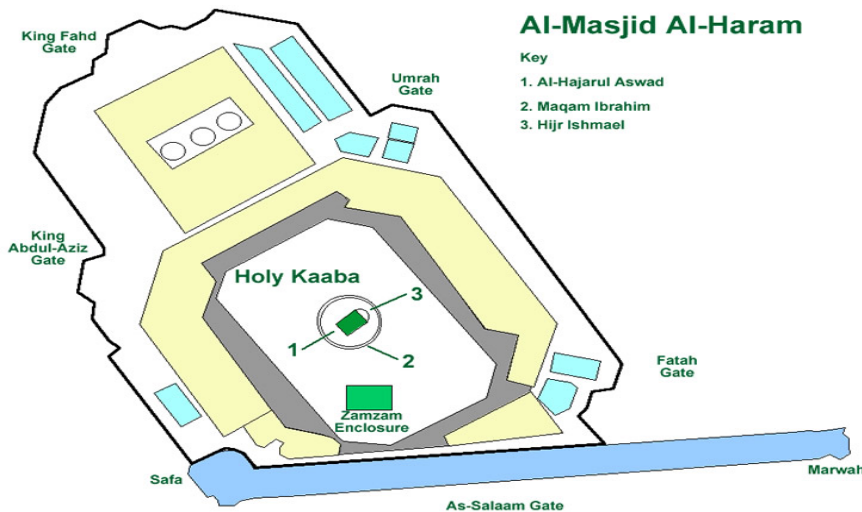 Al-Masjid Al-Haram
Key
1. Al-Hajarul Aswad
2. Maqam Ibrahim
3. Hijr Ishmael
King Fahd
Gate
Umrah
Gate
King
Abdul-Aziz
Gate
Holy Kaaba
3
1
2
Fatah
Gate
Zamzam
Enclosure
Safa
Marwah
As-Salaam Gate